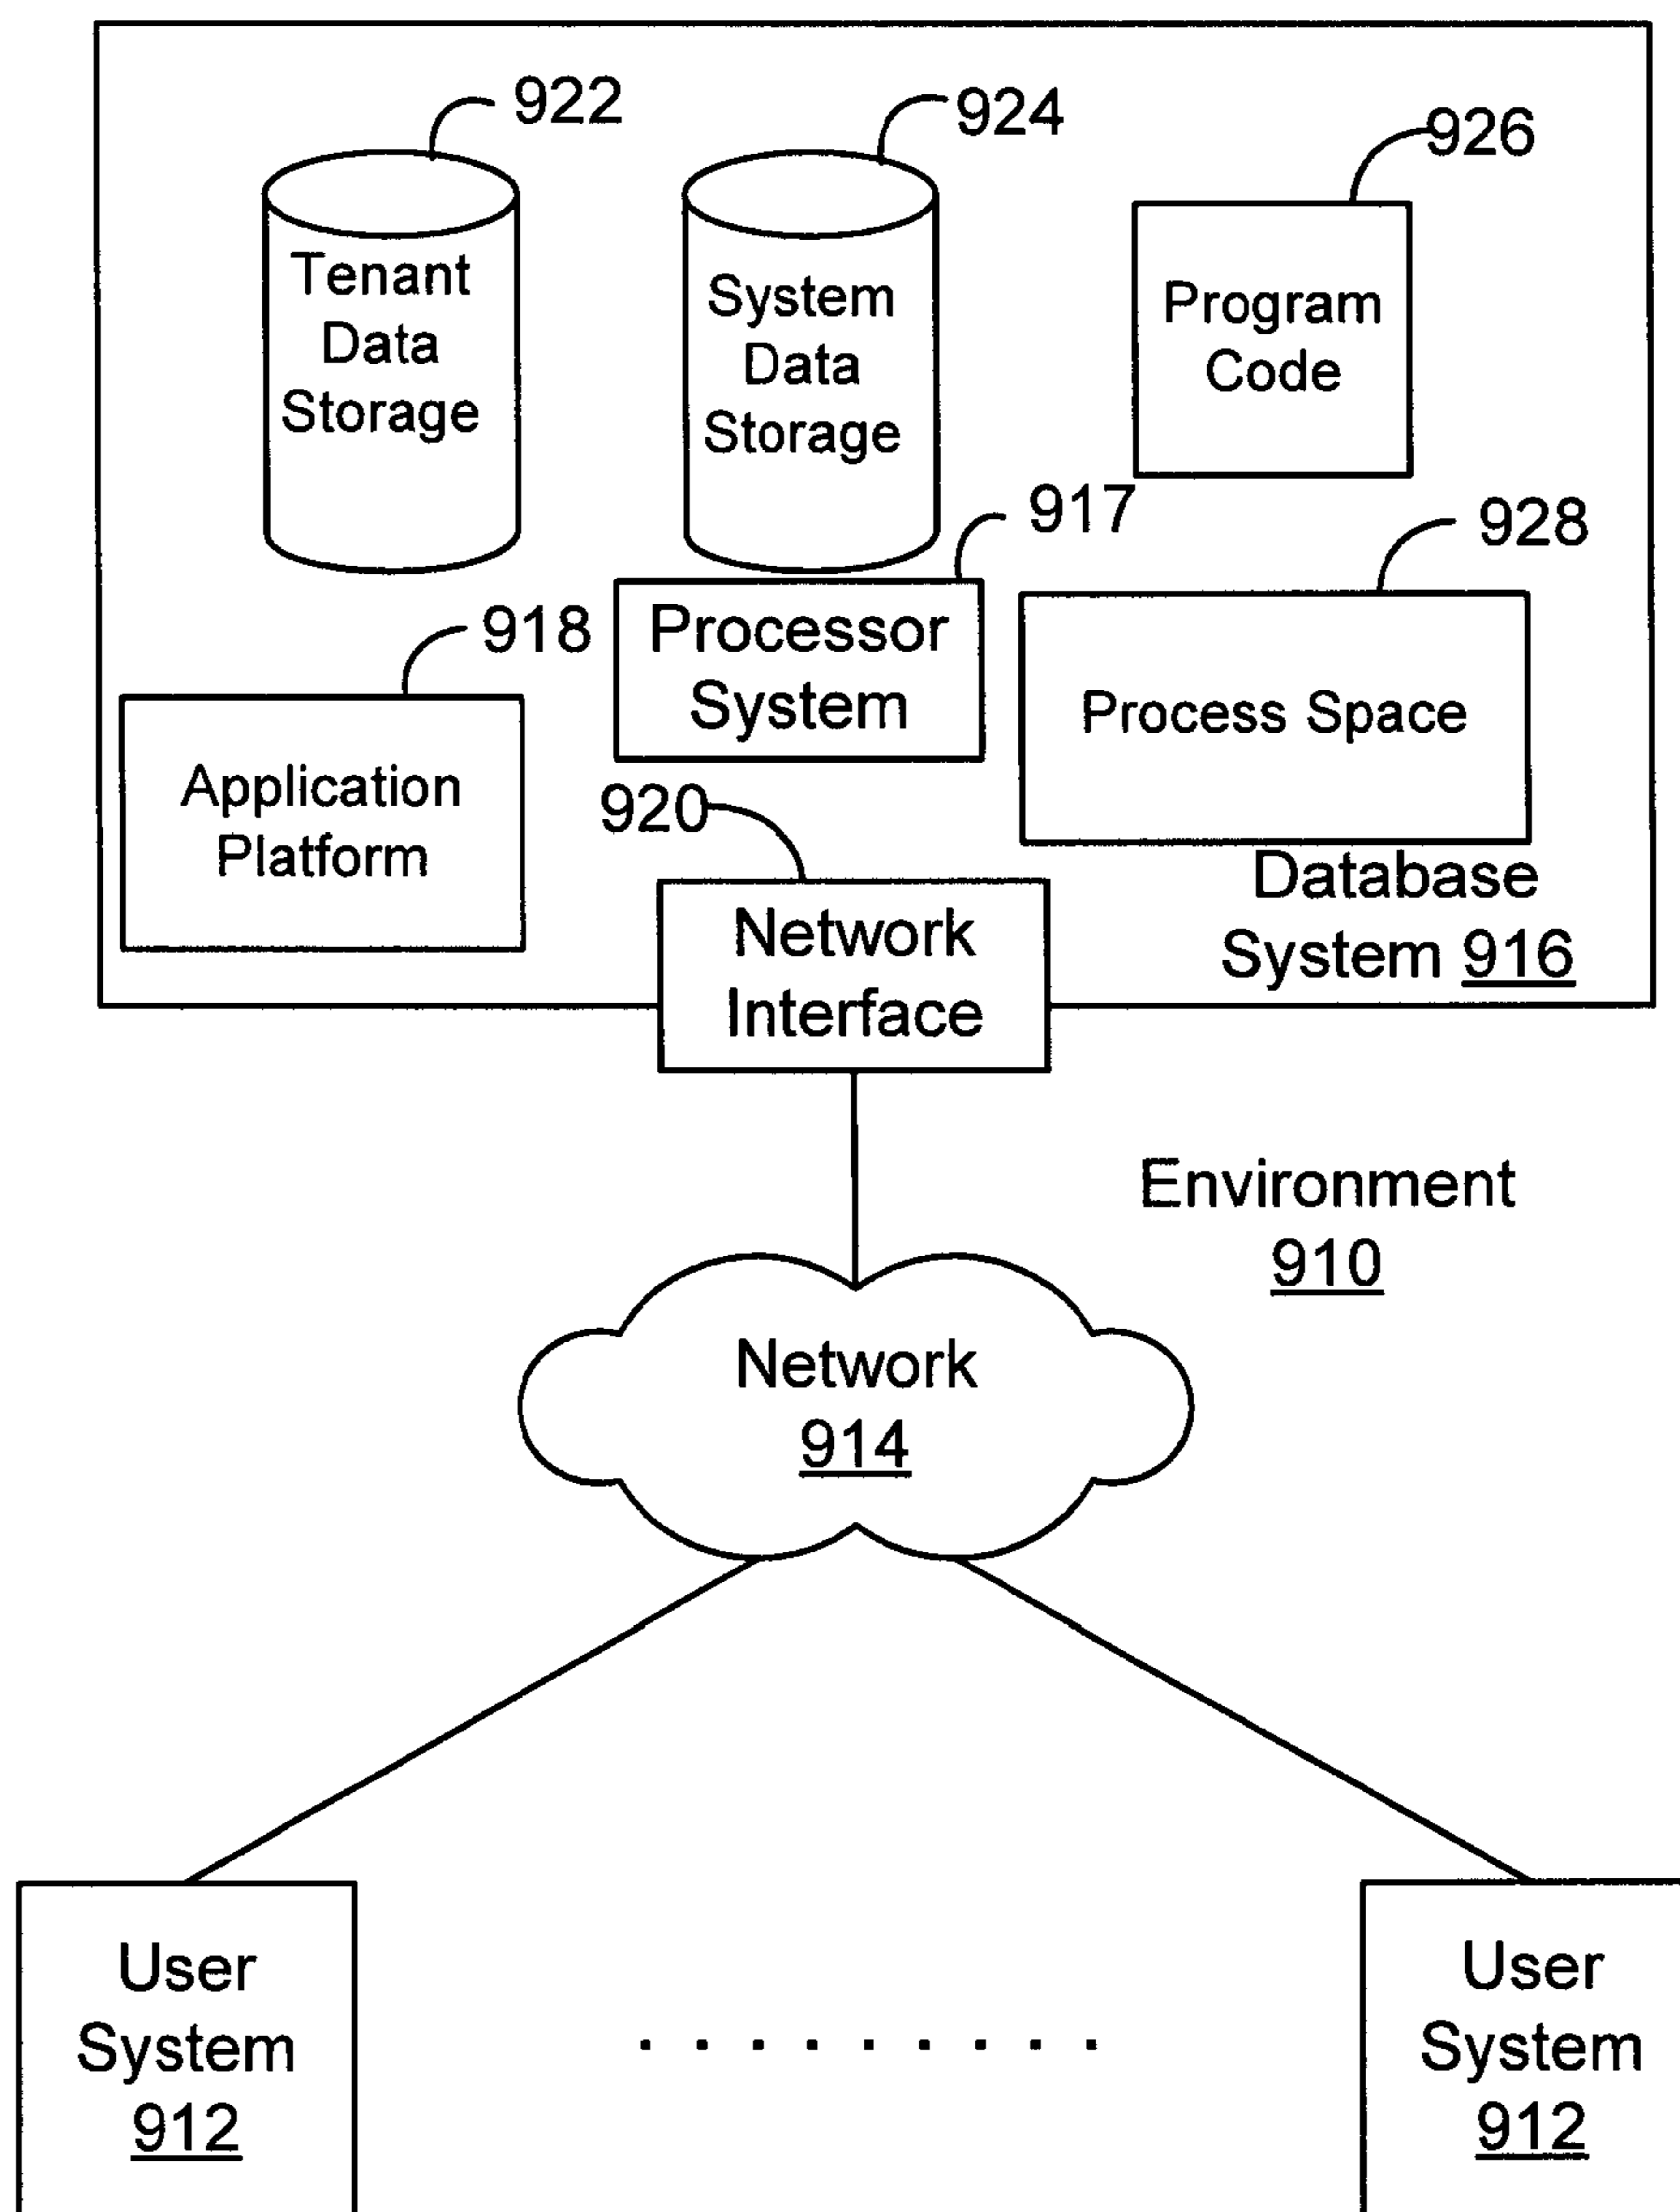 922
924
926
Tenant
Data
Storage
System
Data
Storage
Program
Code
917
928
918
Processor
System
Process Space
Application
Platform
920
Network
Interface
Database
System 916
Environment
910
Network
914
User
System
912
. . . . . . . . .
User
System
912